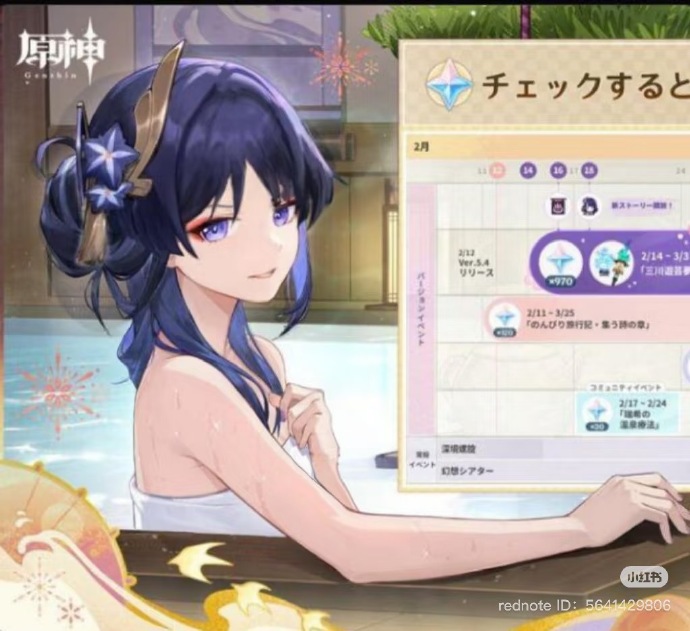 原神
Genshin
チェックすると
2月
11
12
14
16
17
18
24
新ストーリー開放！
バージョンイベント
2/12
Ver.5.4
リリース
×970
2/14 ~ 3/3
「三川遊芸
2/11 ~ 3/25
「のんびり旅行記・集う詩の章」
コミュニティイベント
2/17 ~ 2/24
「瑞希の
温泉療法」
常設
イベント
深境螺旋
幻想シアター
小红书
rednote ID: 5641429806